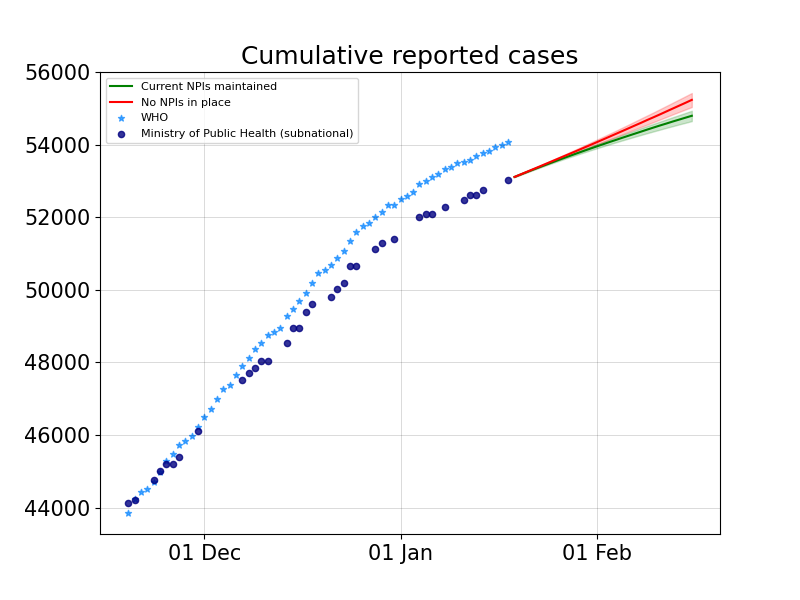 Cumulative reported cases
56000
54000
52000
50000
48000
46000
44000
Current NPIs maintained
No NPIs in place
WHO
Ministry of Public Health (subnational)
01 Dec
01 Jan
01 Feb